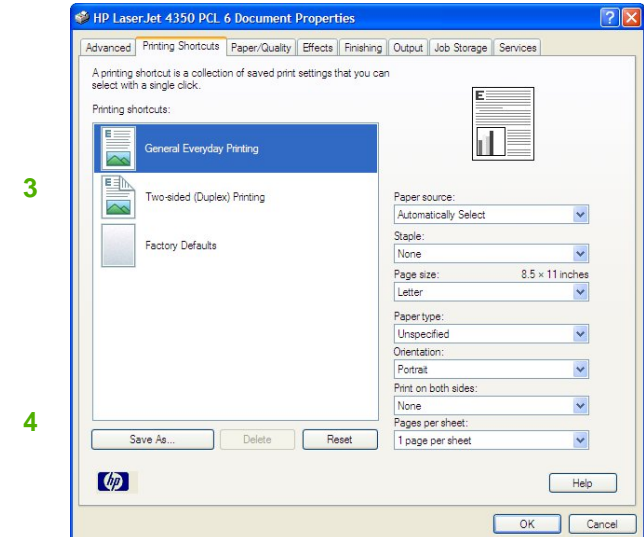 HP LaserJet 4350 PCL 6 Document Properties
Advanced Printing Shortcuts Paper/Quality Effects Finishing Output Job Storage Services
A printing shortcut is a collection of saved print settings that you can
select with a single click.
Printing shortcuts:
E
General Everyday Printing
E
Two-sided (Duplex) Printing
Factory Defaults
E
3
Paper source:
Automatically Select
Staple:
None
Page size: 8.5 × 11 inches
Letter
Paper type:
Unspecified
Orientation:
Portrait
Print on both sides:
None
Pages per sheet:
1 page per sheet
4
Save As... Delete Reset
hp
Help
OK Cancel